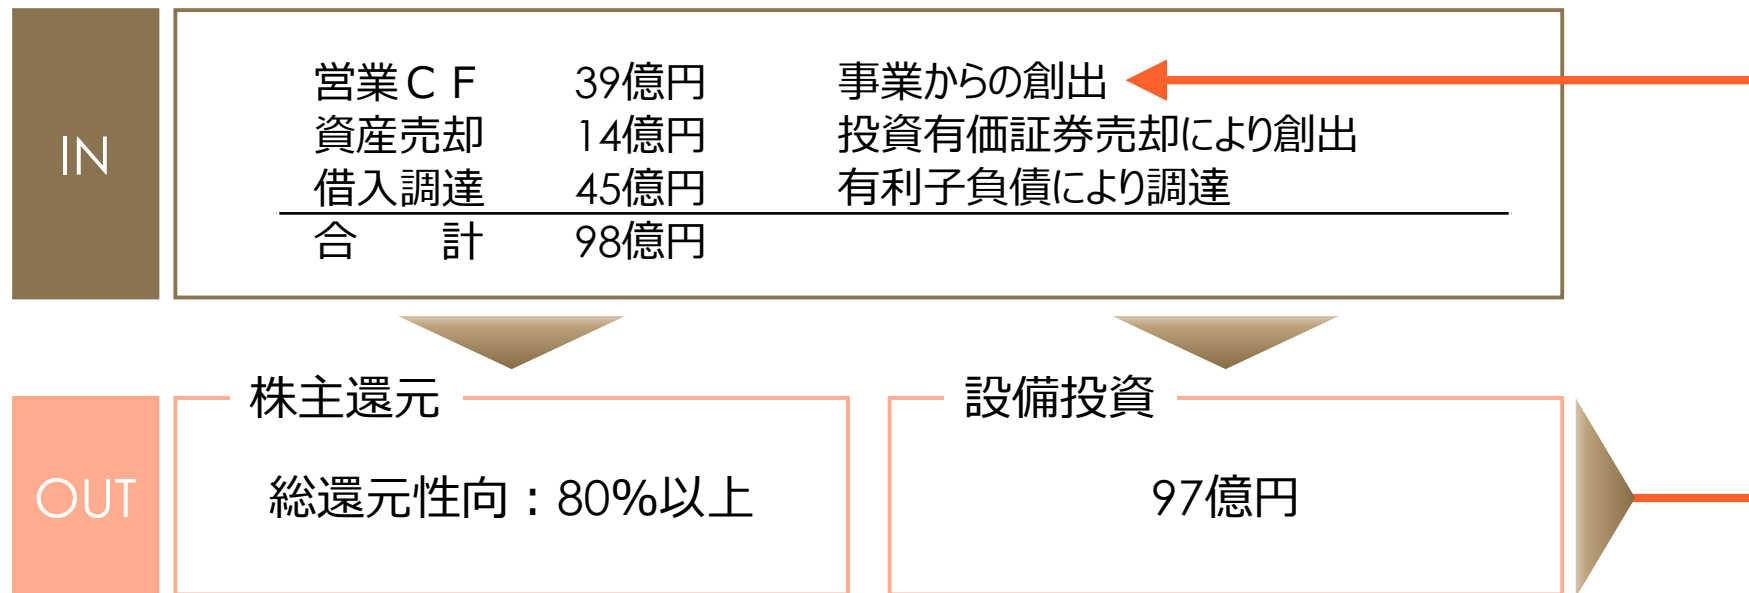 IN
営業ＣＦ 39億円 事業からの創出
資産売却 14億円 投資有価証券売却により創出
借入調達 45億円 有利子負債により調達
合　計 98億円
OUT
株主還元
総還元性向：80%以上
設備投資
97億円